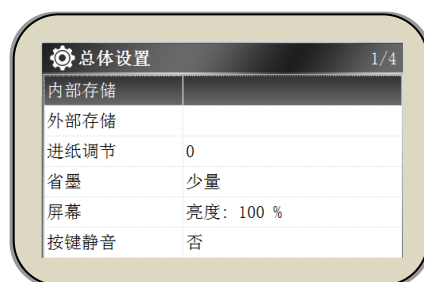 总体设置 1/4
内部存储
外部存储
进纸调节 0
省墨 少量
屏幕 亮度: 100 %
按键静音 否